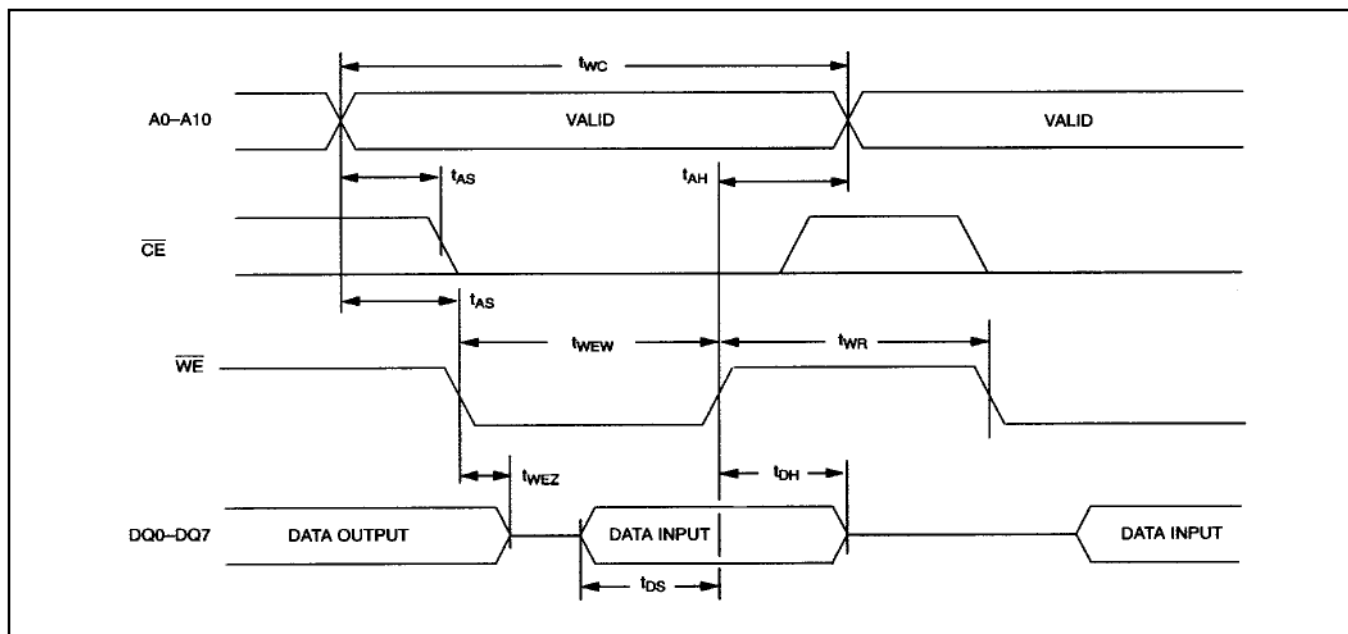 tWC
A0–A10 VALID VALID
tAS tAH
CE
tAS
tWEW tWR
WE
tWEZ tDH
DQ0–DQ7 DATA OUTPUT DATA INPUT DATA INPUT
tDS